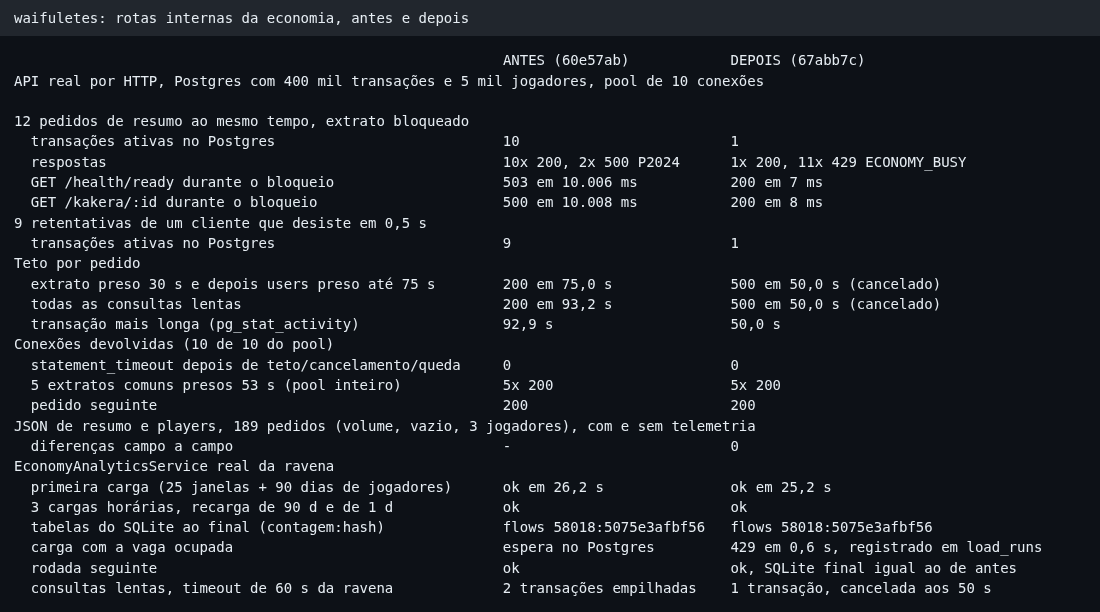 waifuletes: rotas internas da economia, antes e depois
ANTES (60e57ab) DEPOIS (67abb7c)
API real por HTTP, Postgres com 400 mil transações e 5 mil jogadores, pool de 10 conexões
12 pedidos de resumo ao mesmo tempo, extrato bloqueado
transações ativas no Postgres 10 1
respostas 10x 200, 2x 500 P2024 1x 200, 11x 429 ECONOMY_BUSY
GET /health/ready durante o bloqueio 503 em 10.006 ms 200 em 7 ms
GET /kakera/:id durante o bloqueio 500 em 10.008 ms 200 em 8 ms
9 retentativas de um cliente que desiste em 0,5 s
transações ativas no Postgres 9 1
Teto por pedido
extrato preso 30 s e depois users preso até 75 s 200 em 75,0 s 500 em 50,0 s (cancelado)
todas as consultas lentas 200 em 93,2 s 500 em 50,0 s (cancelado)
transação mais longa (pg_stat_activity) 92,9 s 50,0 s
Conexões devolvidas (10 de 10 do pool)
statement_timeout depois de teto/cancelamento/queda 0 0
5 extratos comuns presos 53 s (pool inteiro) 5x 200 5x 200
pedido seguinte 200 200
JSON de resumo e players, 189 pedidos (volume, vazio, 3 jogadores), com e sem telemetria
diferenças campo a campo - 0
EconomyAnalyticsService real da ravena
primeira carga (25 janelas + 90 dias de jogadores) ok em 26,2 s ok em 25,2 s
3 cargas horárias, recarga de 90 d e de 1 d ok ok
tabelas do SQLite ao final (contagem:hash) flows 58018:5075e3afbf56 flows 58018:5075e3afbf56
carga com a vaga ocupada espera no Postgres 429 em 0,6 s, registrado em load_runs
rodada seguinte ok ok, SQLite final igual ao de antes
consultas lentas, timeout de 60 s da ravena 2 transações empilhadas 1 transação, cancelada aos 50 s